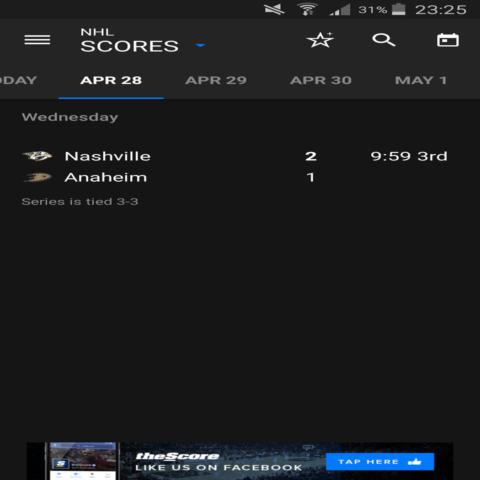 31% 23:25
NHL
SCORES
ODAY APR 28 APR 29 APR 30 MAY 1
Wednesday
Nashville 2 9:59 3rd
Anaheim 1
Series is tied 3-3
theScore
LIKE US ON FACEBOOK
TAP HERE